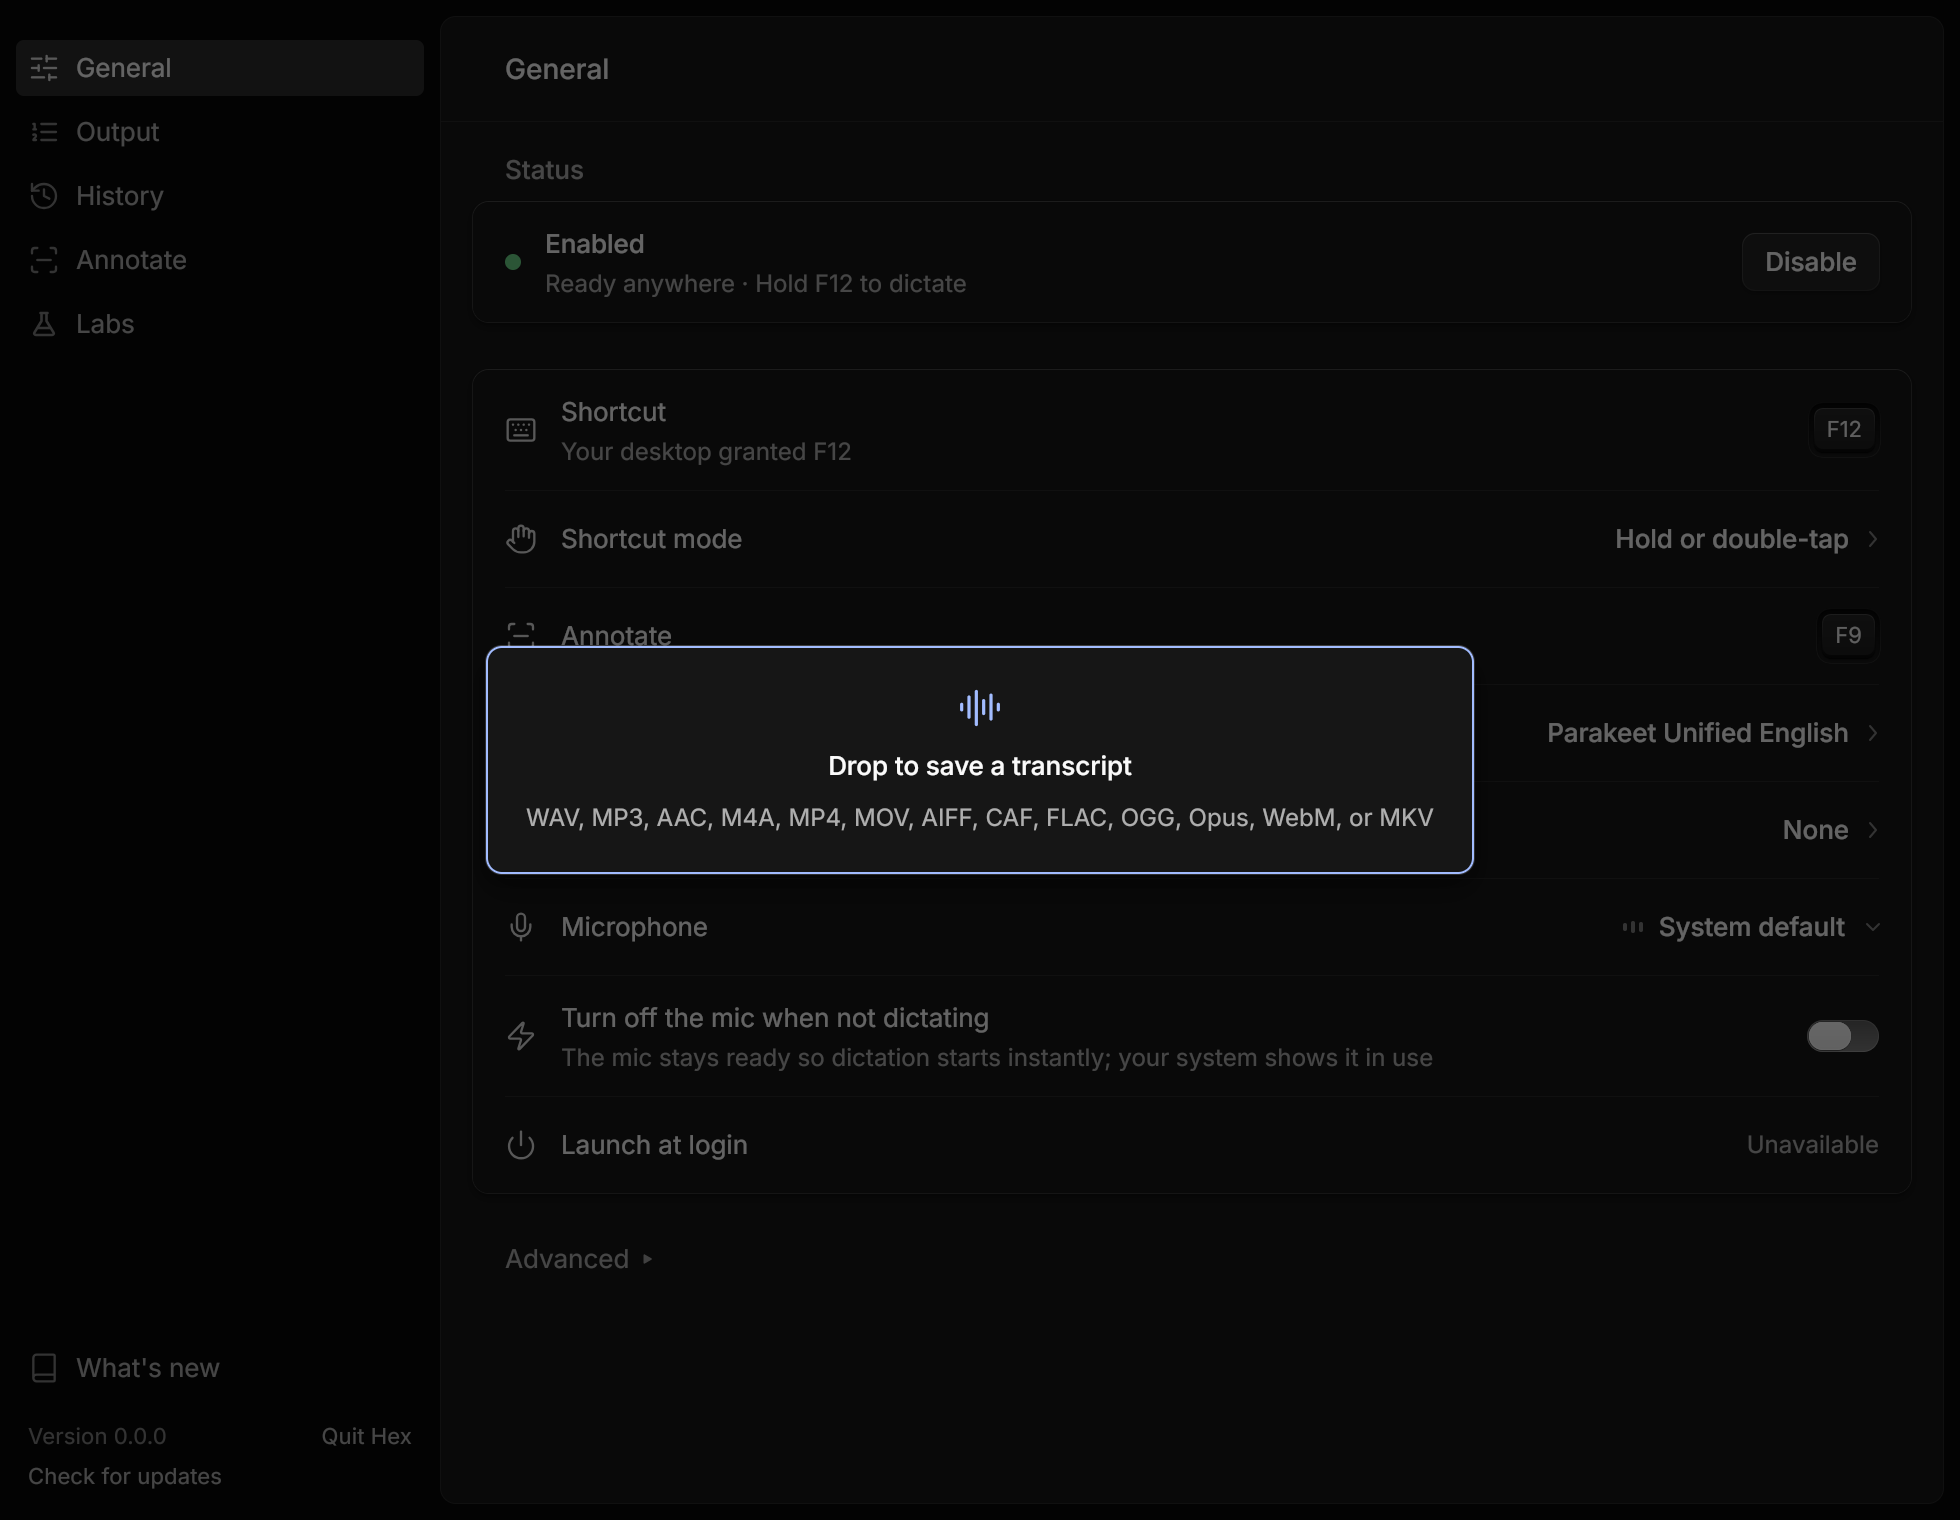 General
Output
History
Annotate
Labs
What's new
Version 0.0.0
Quit Hex
Check for updates
General
Status
Enabled
Ready anywhere · Hold F12 to dictate
Disable
Shortcut
Your desktop granted F12
F12
Shortcut mode
Hold or double-tap
Annotate
F9
Parakeet Unified English
None
Drop to save a transcript
WAV, MP3, AAC, M4A, MP4, MOV, AIFF, CAF, FLAC, OGG, Opus, WebM, or MKV
Microphone
System default
Turn off the mic when not dictating
The mic stays ready so dictation starts instantly; your system shows it in use
Launch at login
Unavailable
Advanced